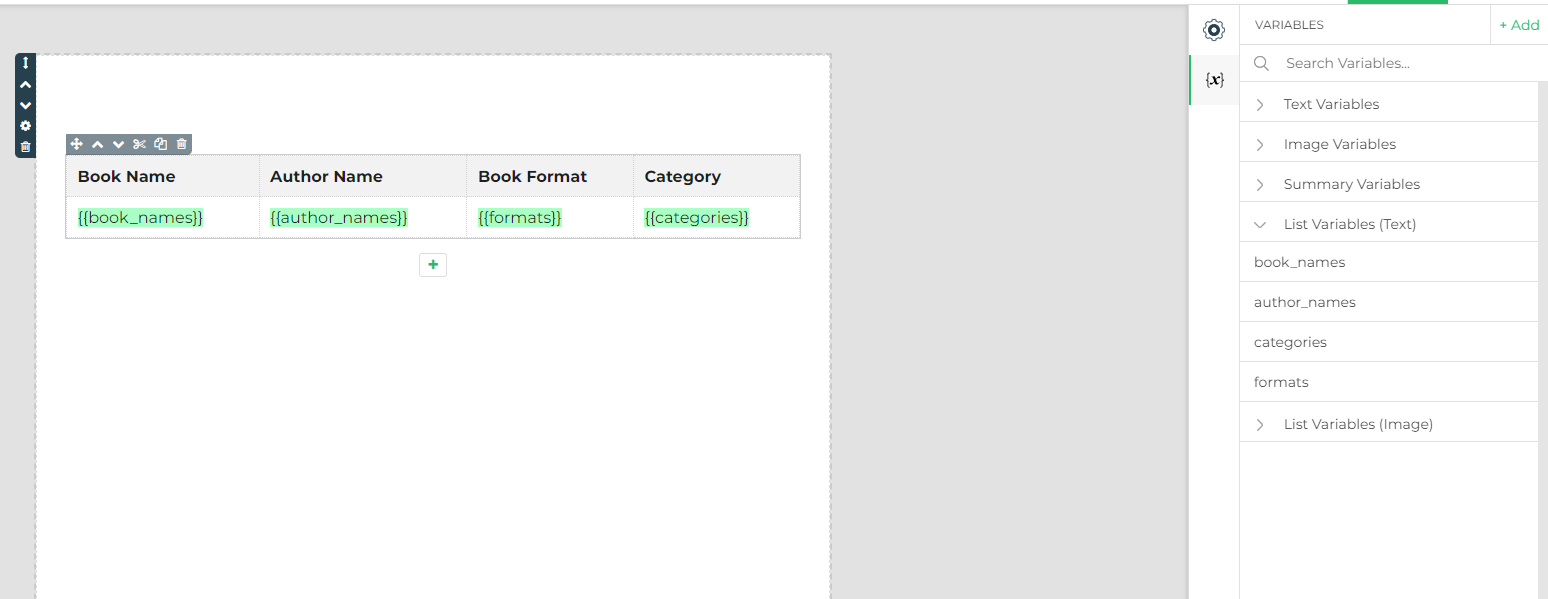 VARIABLES
+ Add
{x}
Search Variables...
Text Variables
Image Variables
Summary Variables
List Variables (Text)
book_names
author_names
categories
formats
List Variables (Image)
Book Name Author Name Book Format Category
{{book_names}} {{author_names}} {{formats}} {{categories}}
+